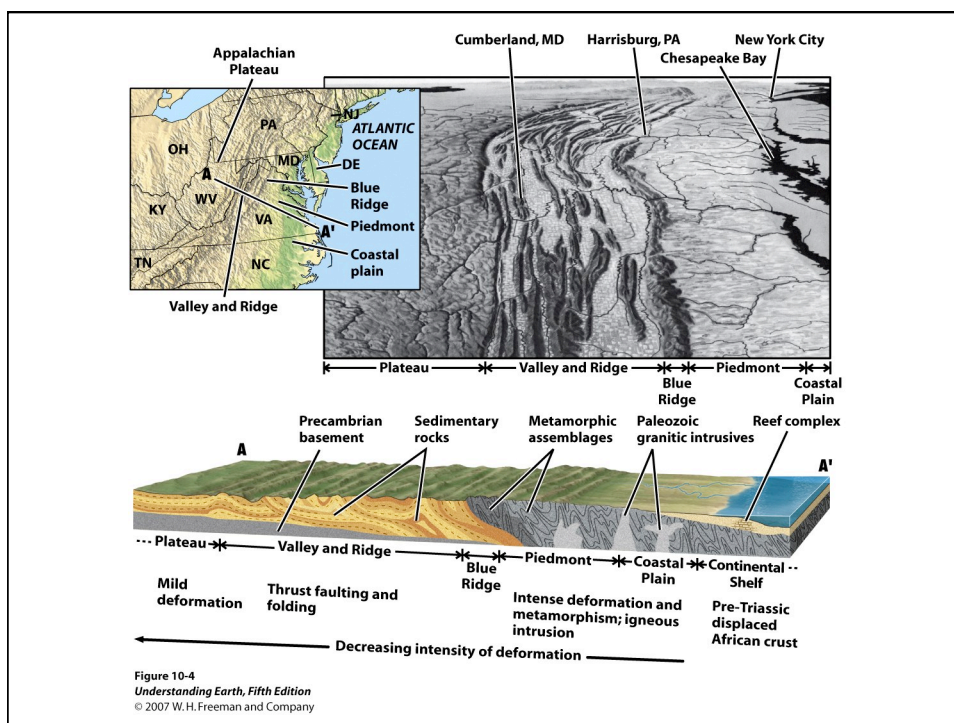 Appalachian
Plateau
Cumberland, MD
Harrisburg, PA
New York City
Chesapeake Bay
OH
PA
NJ
ATLANTIC
OCEAN
MD
DE
A
WV
Blue
Ridge
KY
VA
Piedmont
A'
Coastal
plain
TN
NC
Valley and Ridge
Plateau
Valley and Ridge
Blue
Ridge
Piedmont
Coastal
Plain
Precambrian
basement
Sedimentary
rocks
Metamorphic
assemblages
Paleozoic
granitic intrusives
Reef complex
A
A'
Plateau
Valley and Ridge
Blue
Ridge
Piedmont
Coastal
Plain
Continental
Shelf
Mild
deformation
Thrust faulting and
folding
Intense deformation and
metamorphism; igneous
intrusion
Pre-Triassic
displaced
African crust
Decreasing intensity of deformation
Figure 10-4
Understanding Earth, Fifth Edition
© 2007 W. H. Freeman and Company